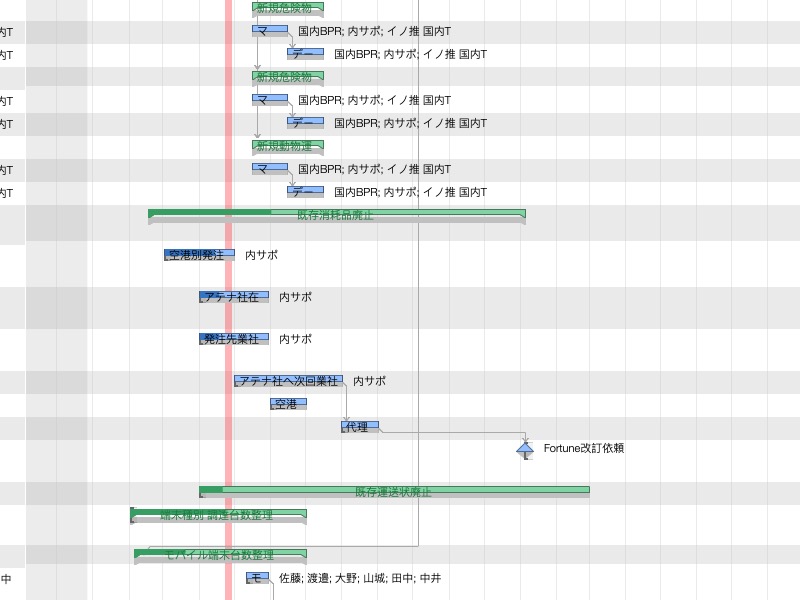 新規危険物
内T マ 国内BPR; 内サポ; イノ推 国内T
内T デー 国内BPR; 内サポ; イノ推 国内T
新規危険物
内T マ 国内BPR; 内サポ; イノ推 国内T
内T デー 国内BPR; 内サポ; イノ推 国内T
新規動物運
内T マ 国内BPR; 内サポ; イノ推 国内T
内T デー 国内BPR; 内サポ; イノ推 国内T
既存消耗品廃止
空港別発注 内サポ
アテナ社在 内サポ
発注先業社 内サポ
アテナ社へ次回業社 内サポ
空港
代理
Fortune改訂依頼
既存運送状廃止
端末種別 調達台数整理
モバイル端末台数整理
中 モ 佐藤; 渡邉; 大野; 山城; 田中; 中井